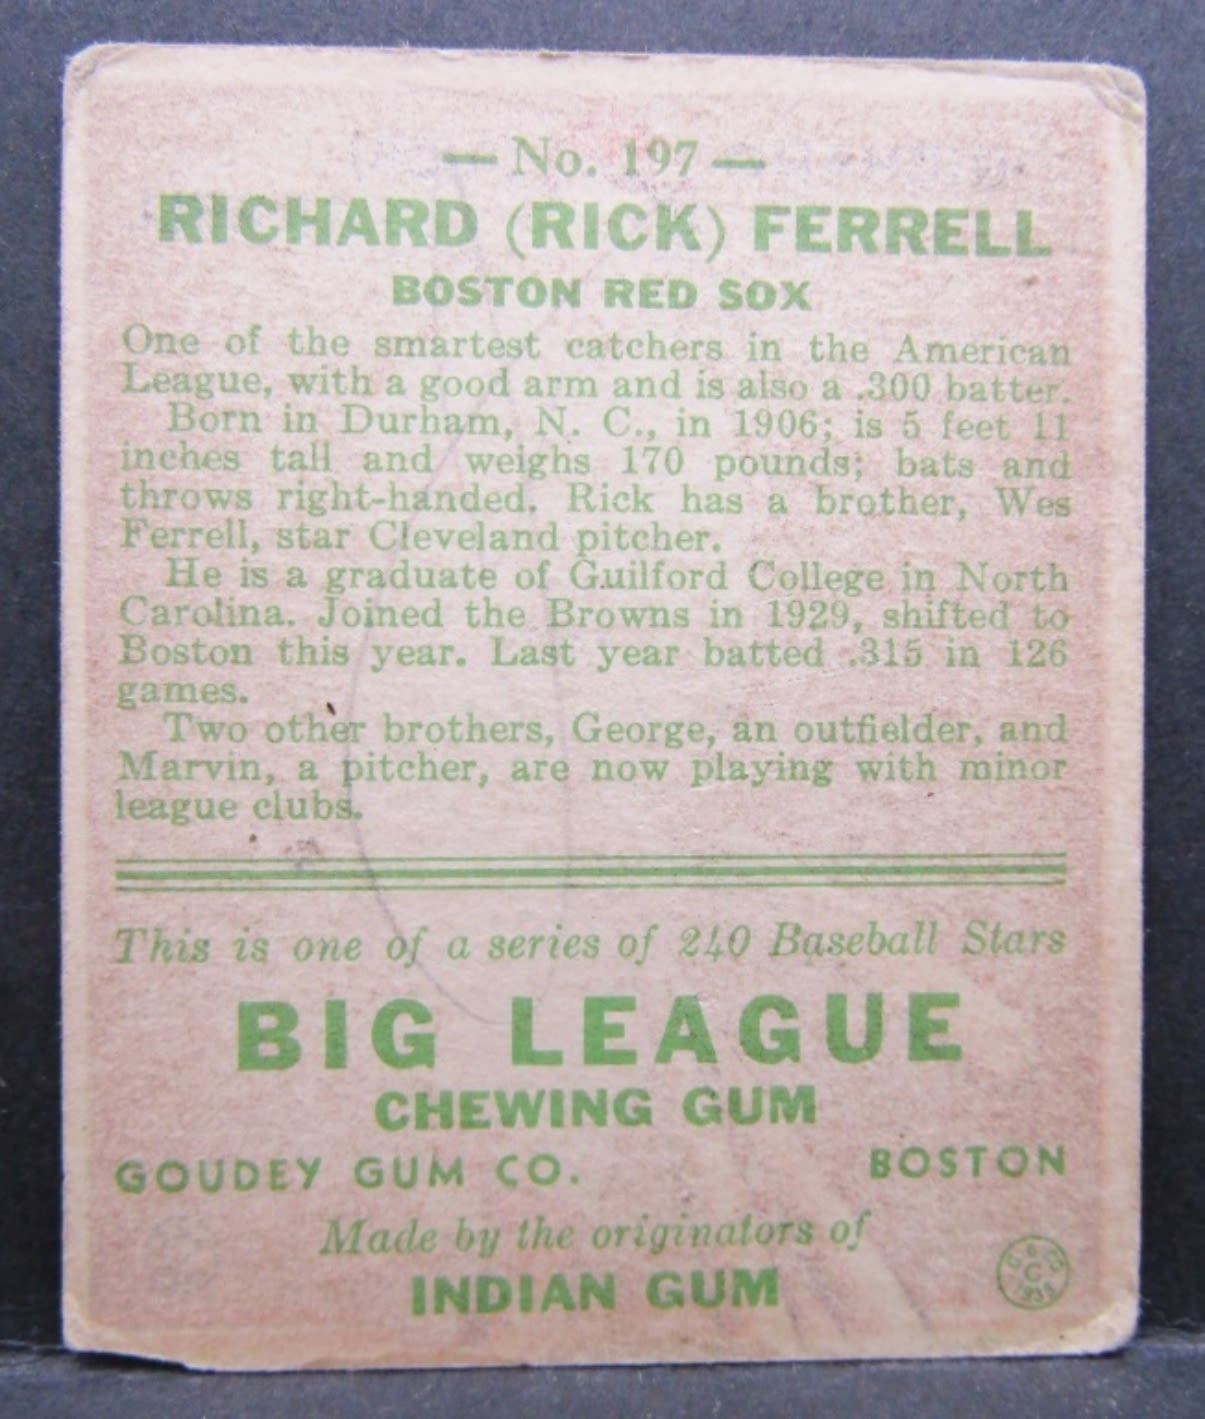 — No. 197 —
RICHARD (RICK) FERRELL
BOSTON RED SOX
One of the smartest catchers in the American
League, with a good arm and is also a .300 batter.
Born in Durham, N. C., in 1906; is 5 feet 11
inches tall and weighs 170 pounds; bats and
throws right-handed. Rick has a brother, Wes
Ferrell, star Cleveland pitcher.
He is a graduate of Guilford College in North
Carolina. Joined the Browns in 1929, shifted to
Boston this year. Last year batted .315 in 126
games.
Two other brothers, George, an outfielder, and
Marvin, a pitcher, are now playing with minor
league clubs.
This is one of a series of 240 Baseball Stars
BIG LEAGUE
CHEWING GUM
GOUDEY GUM CO. BOSTON
Made by the originators of
INDIAN GUM